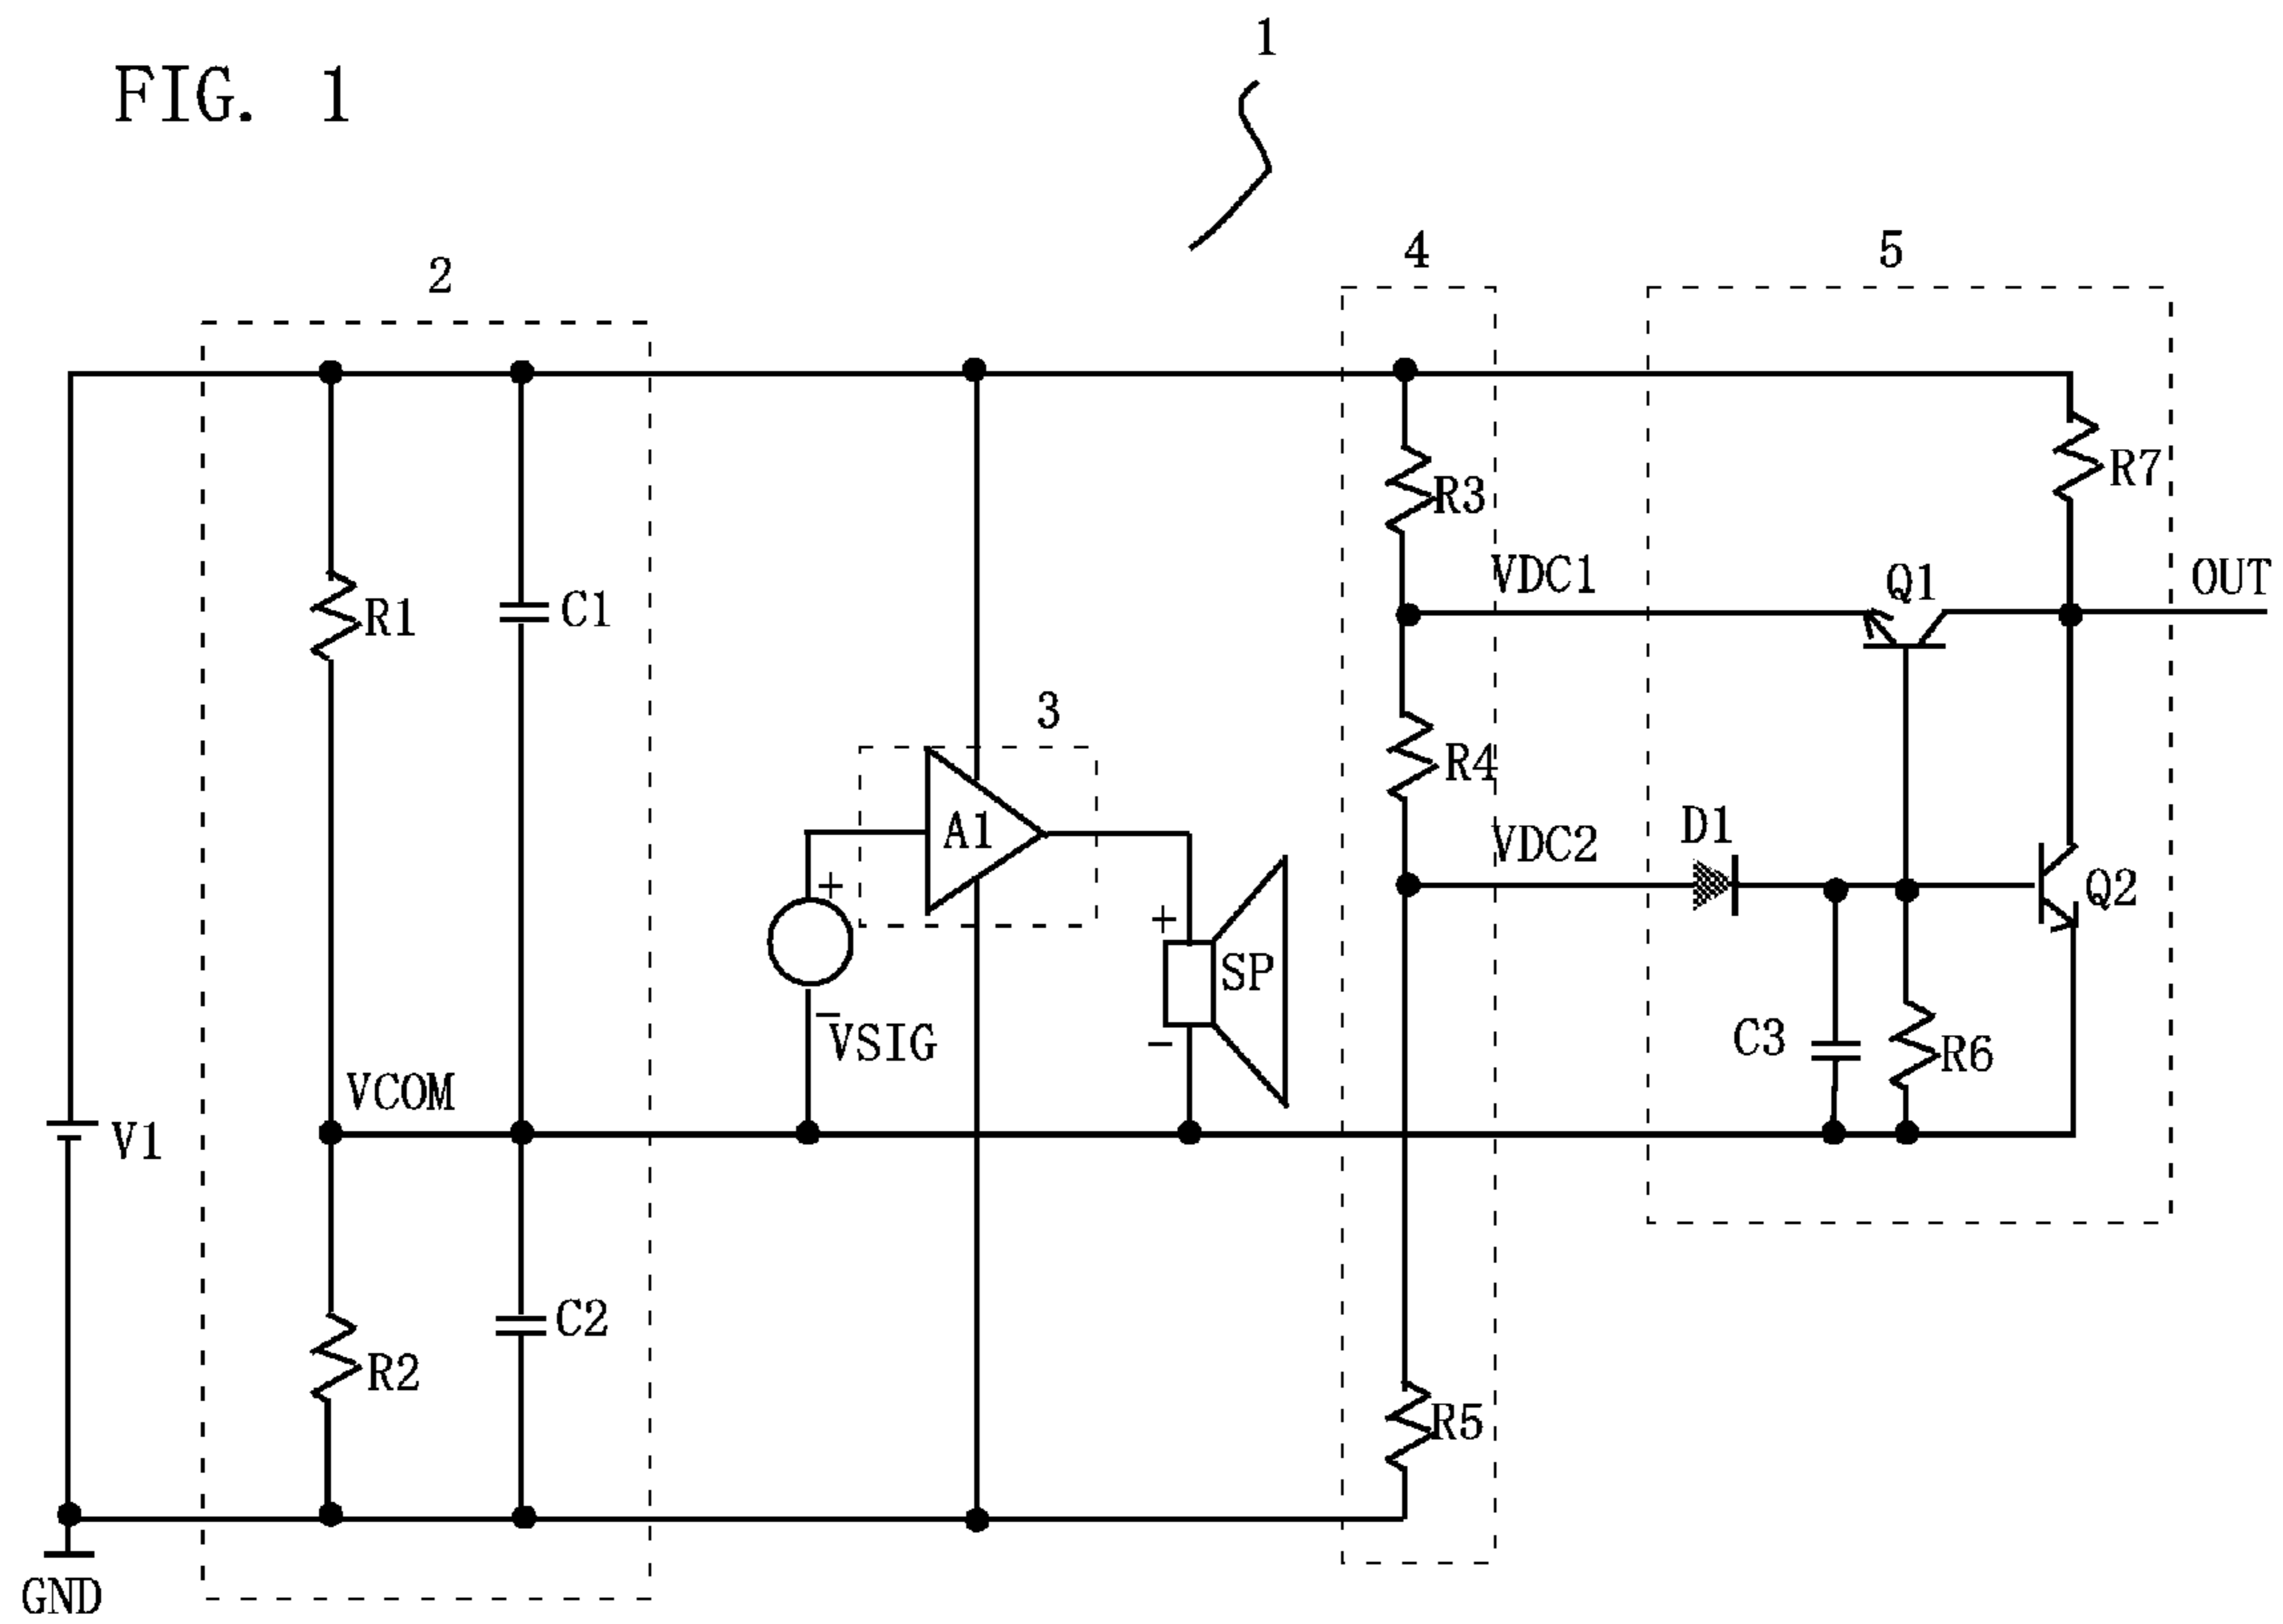 FIG. 1
1
2
4
5
R3
R7
VDC1
Q1
OUT
R1
C1
3
R4
A1
VDC2
D1
Q2
+
+
SP
-
-
VSIG
C3
R6
VCOM
V1
C2
R2
R5
GND